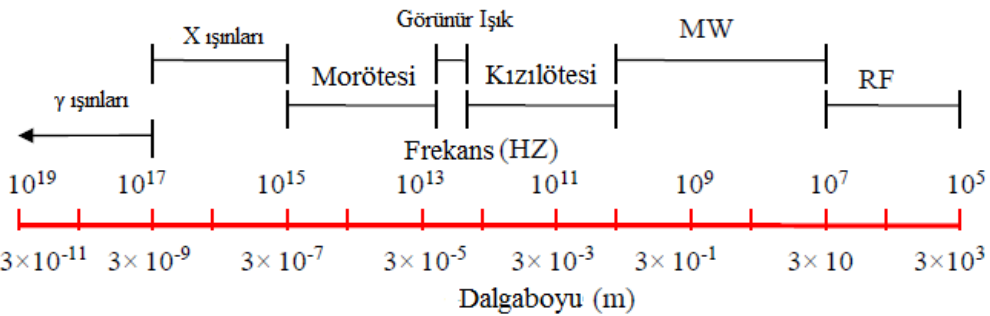 Görünür Işık
X ışınları
MW
Morötesi
Kızılötesi
RF
γ ışınları
Frekans (HZ)
10¹⁹ 10¹⁷ 10¹⁵ 10¹³ 10¹¹ 10⁹ 10⁷ 10⁵
3×10⁻¹¹ 3×10⁻⁹ 3×10⁻⁷ 3×10⁻⁵ 3×10⁻³ 3×10⁻¹ 3×10 3×10³
Dalgaboyu (m)